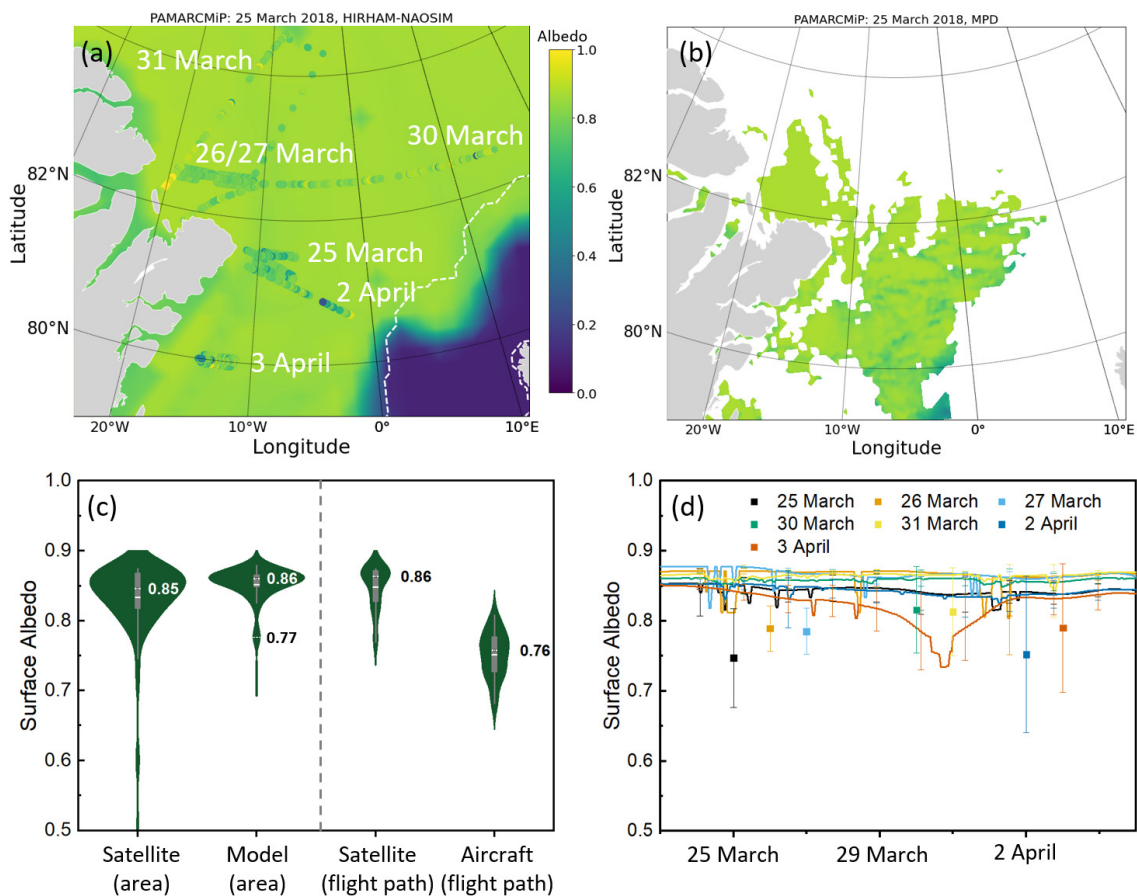 PAMARCMiP: 25 March 2018, HIRHAM-NAOSIM
(a)
Albedo
31 March
30 March
26/27 March
25 March
2 April
3 April
1.0
0.8
0.6
0.4
0.2
0.0
82°N
80°N
Latitude
20°W
10°W
0°
10°E
Longitude
PAMARCMiP: 25 March 2018, MPD
(b)
82°N
80°N
Latitude
20°W
10°W
0°
10°E
Longitude
(c)
1.0
0.9
0.8
0.7
0.6
0.5
Surface Albedo
0.85
0.86
0.77
0.86
0.76
Satellite (area)
Model (area)
Satellite (flight path)
Aircraft (flight path)
(d)
1.0
0.9
0.8
0.7
0.6
0.5
Surface Albedo
25 March 26 March 27 March
30 March 31 March 2 April
3 April
25 March 29 March 2 April